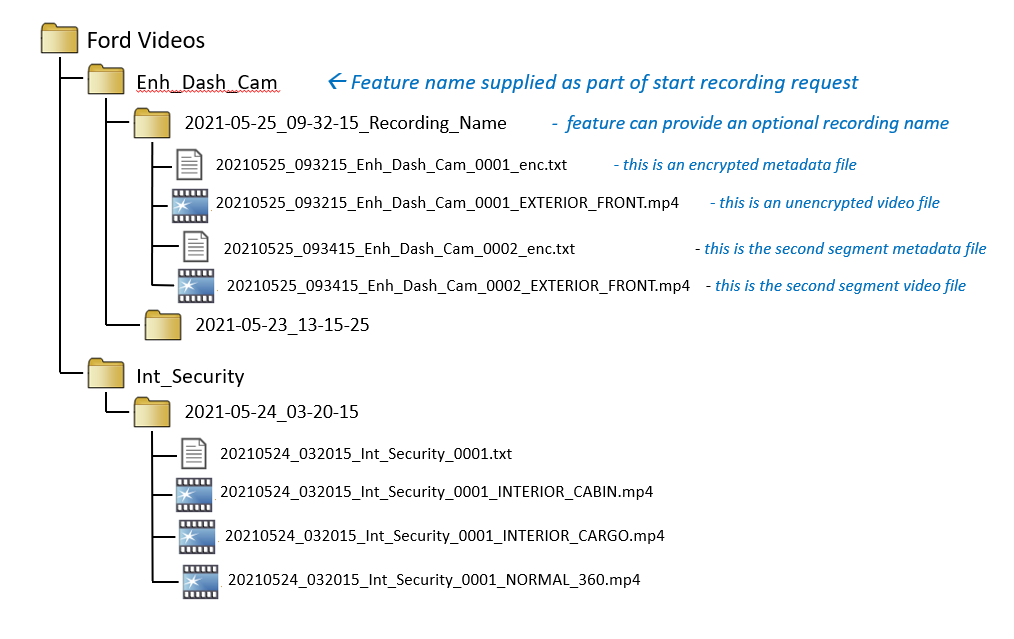 Ford Videos
Enh_Dash_Cam ← Feature name supplied as part of start recording request
2021-05-25_09-32-15_Recording_Name - feature can provide an optional recording name
20210525_093215_Enh_Dash_Cam_0001_enc.txt - this is an encrypted metadata file
20210525_093215_Enh_Dash_Cam_0001_EXTERIOR_FRONT.mp4 - this is an unencrypted video file
20210525_093415_Enh_Dash_Cam_0002_enc.txt - this is the second segment metadata file
20210525_093415_Enh_Dash_Cam_0002_EXTERIOR_FRONT.mp4 - this is the second segment video file
2021-05-23_13-15-25
Int_Security
2021-05-24_03-20-15
20210524_032015_Int_Security_0001.txt
20210524_032015_Int_Security_0001_INTERIOR_CABIN.mp4
20210524_032015_Int_Security_0001_INTERIOR_CARGO.mp4
20210524_032015_Int_Security_0001_NORMAL_360.mp4